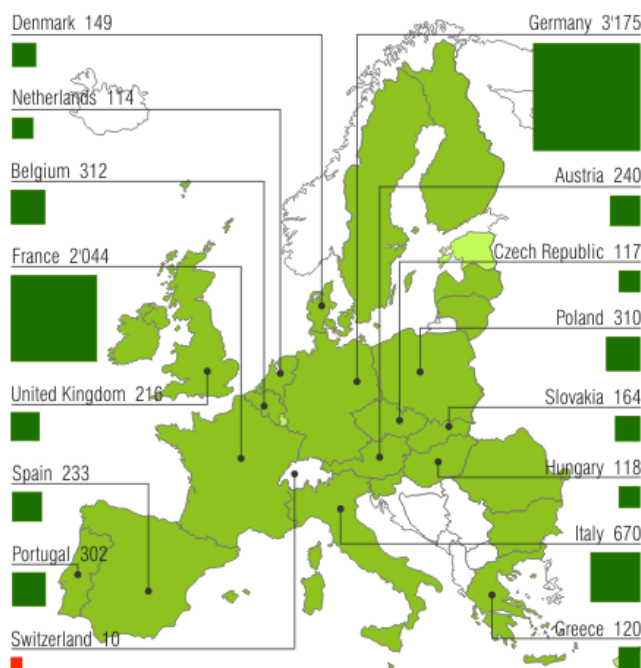 Denmark 149
Germany 3'175
Netherlands 114
Belgium 312
Austria 240
France 2'044
Czech Republic 117
Poland 310
United Kingdom 216
Slovakia 164
Spain 233
Hungary 118
Italy 670
Portugal 302
Switzerland 10
Greece 120